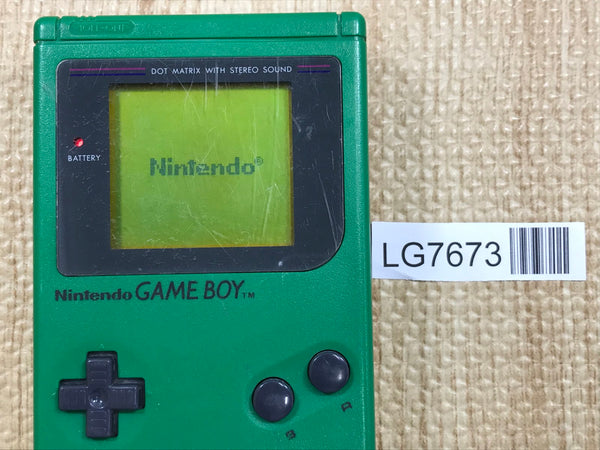 DOT MATRIX WITH STEREO SOUND
BATTERY
Nintendo®
LG7673
Nintendo GAME BOY™
A
B